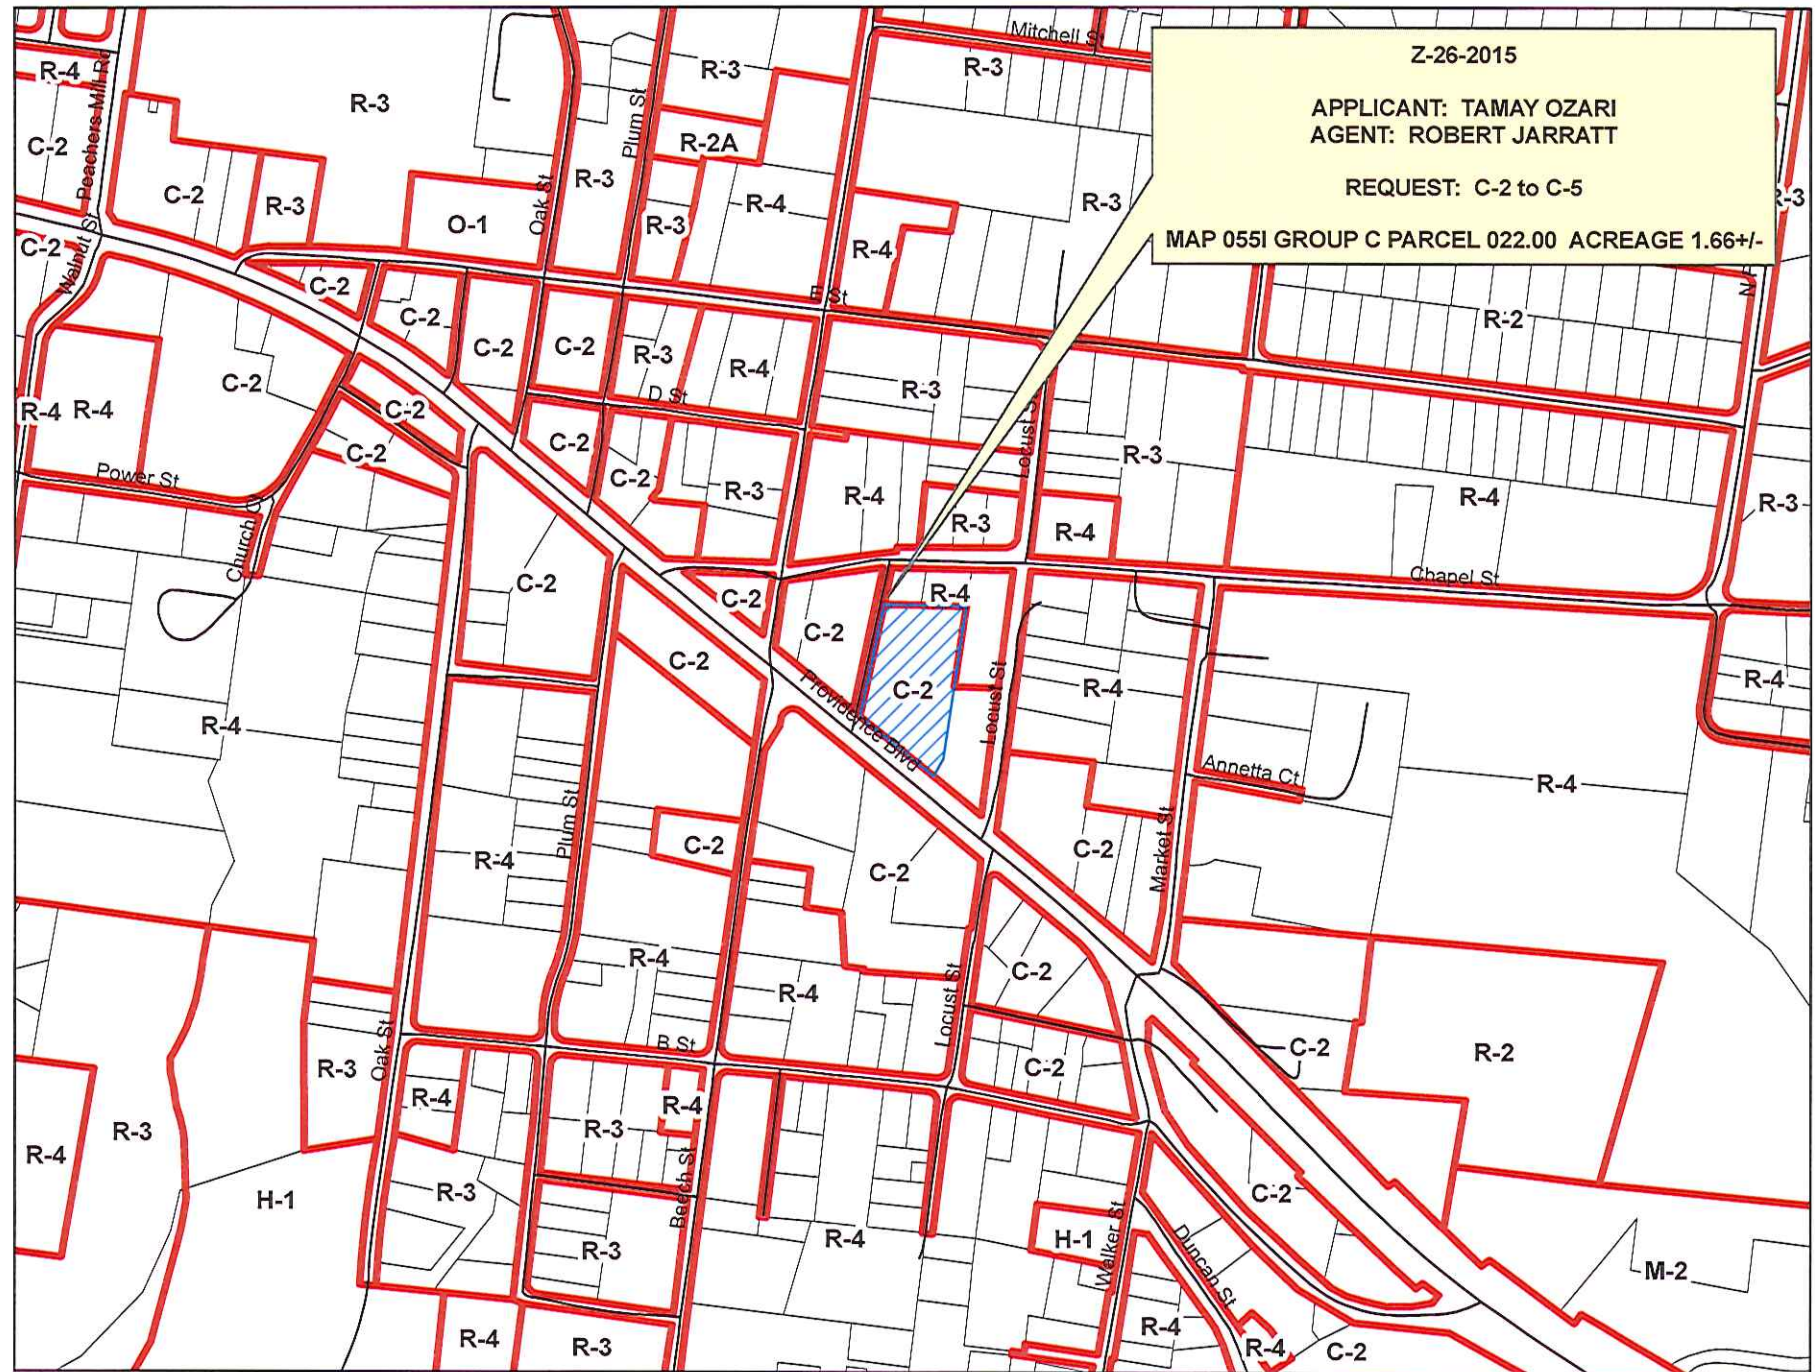 Mitchell S
Z-26-2015
APPLICANT: TAMAY OZARI
AGENT: ROBERT JARRATT
REQUEST: C-2 to C-5
MAP 055I GROUP C PARCEL 022.00 ACREAGE 1.66+/-
R-4
Peachers Mill Rd
R-3
R-3
R-3
C-2
Plum St
R-2A
R-3
C-2
R-3
O-1
Oak St
R-3
R-4
R-3
R-4
R-3
C-2
Walnut St
C-2
C-2
E St
R-2
C-2
C-2
R-3
R-4
R-3
D St
C-2
R-4
R-4
C-2
C-2
C-2
C-2
R-3
R-4
Locust St
R-3
R-4
R-3
Power St
Church Ct
R-3
R-4
C-2
C-2
C-2
R-4
Chapel St
C-2
C-2
Providence Blvd
Locust St
R-4
R-4
R-4
Annetta Ct
R-4
Plum St
R-4
C-2
C-2
C-2
Market St
R-4
R-4
Locust St
C-2
Oak St
R-3
B St
C-2
C-2
R-2
R-4
R-3
R-4
R-3
R-4
H-1
R-3
Beech St
R-3
R-4
H-1
Walker St
Duncan St
C-2
M-2
R-4
R-3
R-4
R-4
C-2